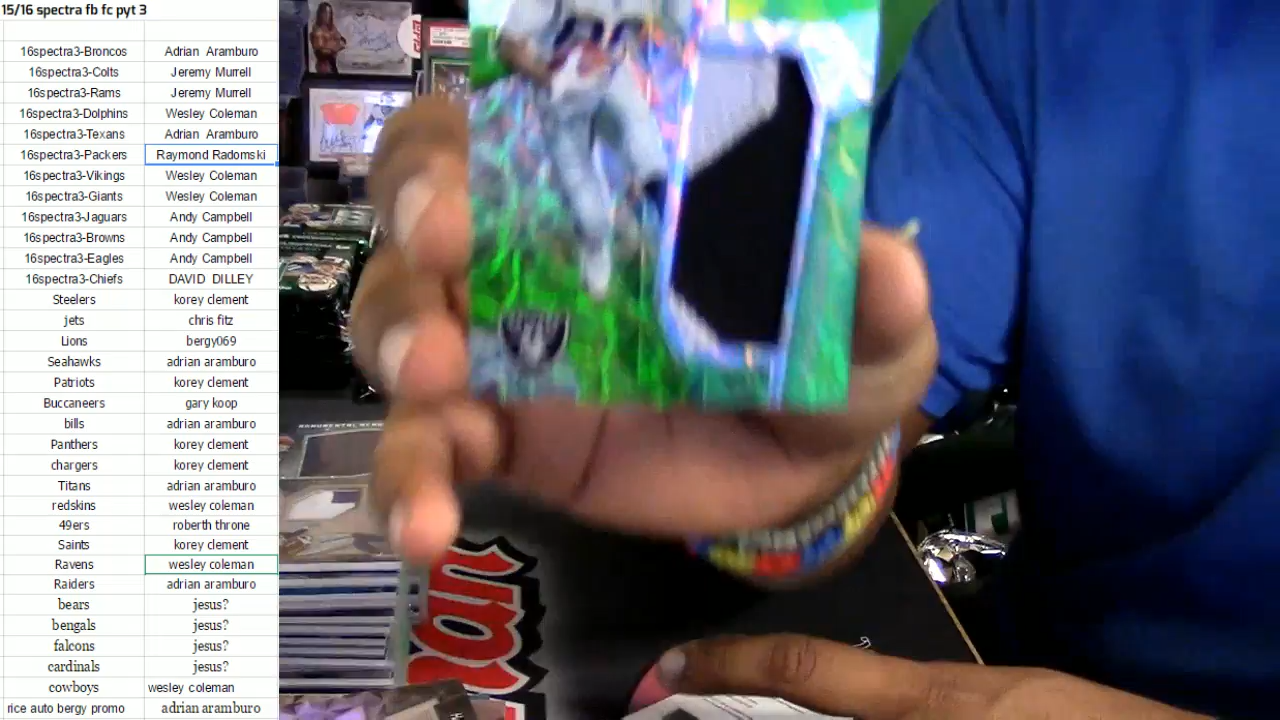 15/16 spectra fb fc pyt 3
16spectra3-Broncos Adrian Aramburo
16spectra3-Colts Jeremy Murrell
16spectra3-Rams Jeremy Murrell
16spectra3-Dolphins Wesley Coleman
16spectra3-Texans Adrian Aramburo
16spectra3-Packers Raymond Radomski
16spectra3-Vikings Wesley Coleman
16spectra3-Giants Wesley Coleman
16spectra3-Jaguars Andy Campbell
16spectra3-Browns Andy Campbell
16spectra3-Eagles Andy Campbell
16spectra3-Chiefs DAVID DILLEY
Steelers korey clement
jets chris fitz
Lions bergy069
Seahawks adrian aramburo
Patriots korey clement
Buccaneers gary koop
bills adrian aramburo
Panthers korey clement
chargers korey clement
Titans adrian aramburo
redskins wesley coleman
49ers roberth throne
Saints korey clement
Ravens wesley coleman
Raiders adrian aramburo
bears jesus?
bengals jesus?
falcons jesus?
cardinals jesus?
cowboys wesley coleman
rice auto bergy promo adrian aramburo